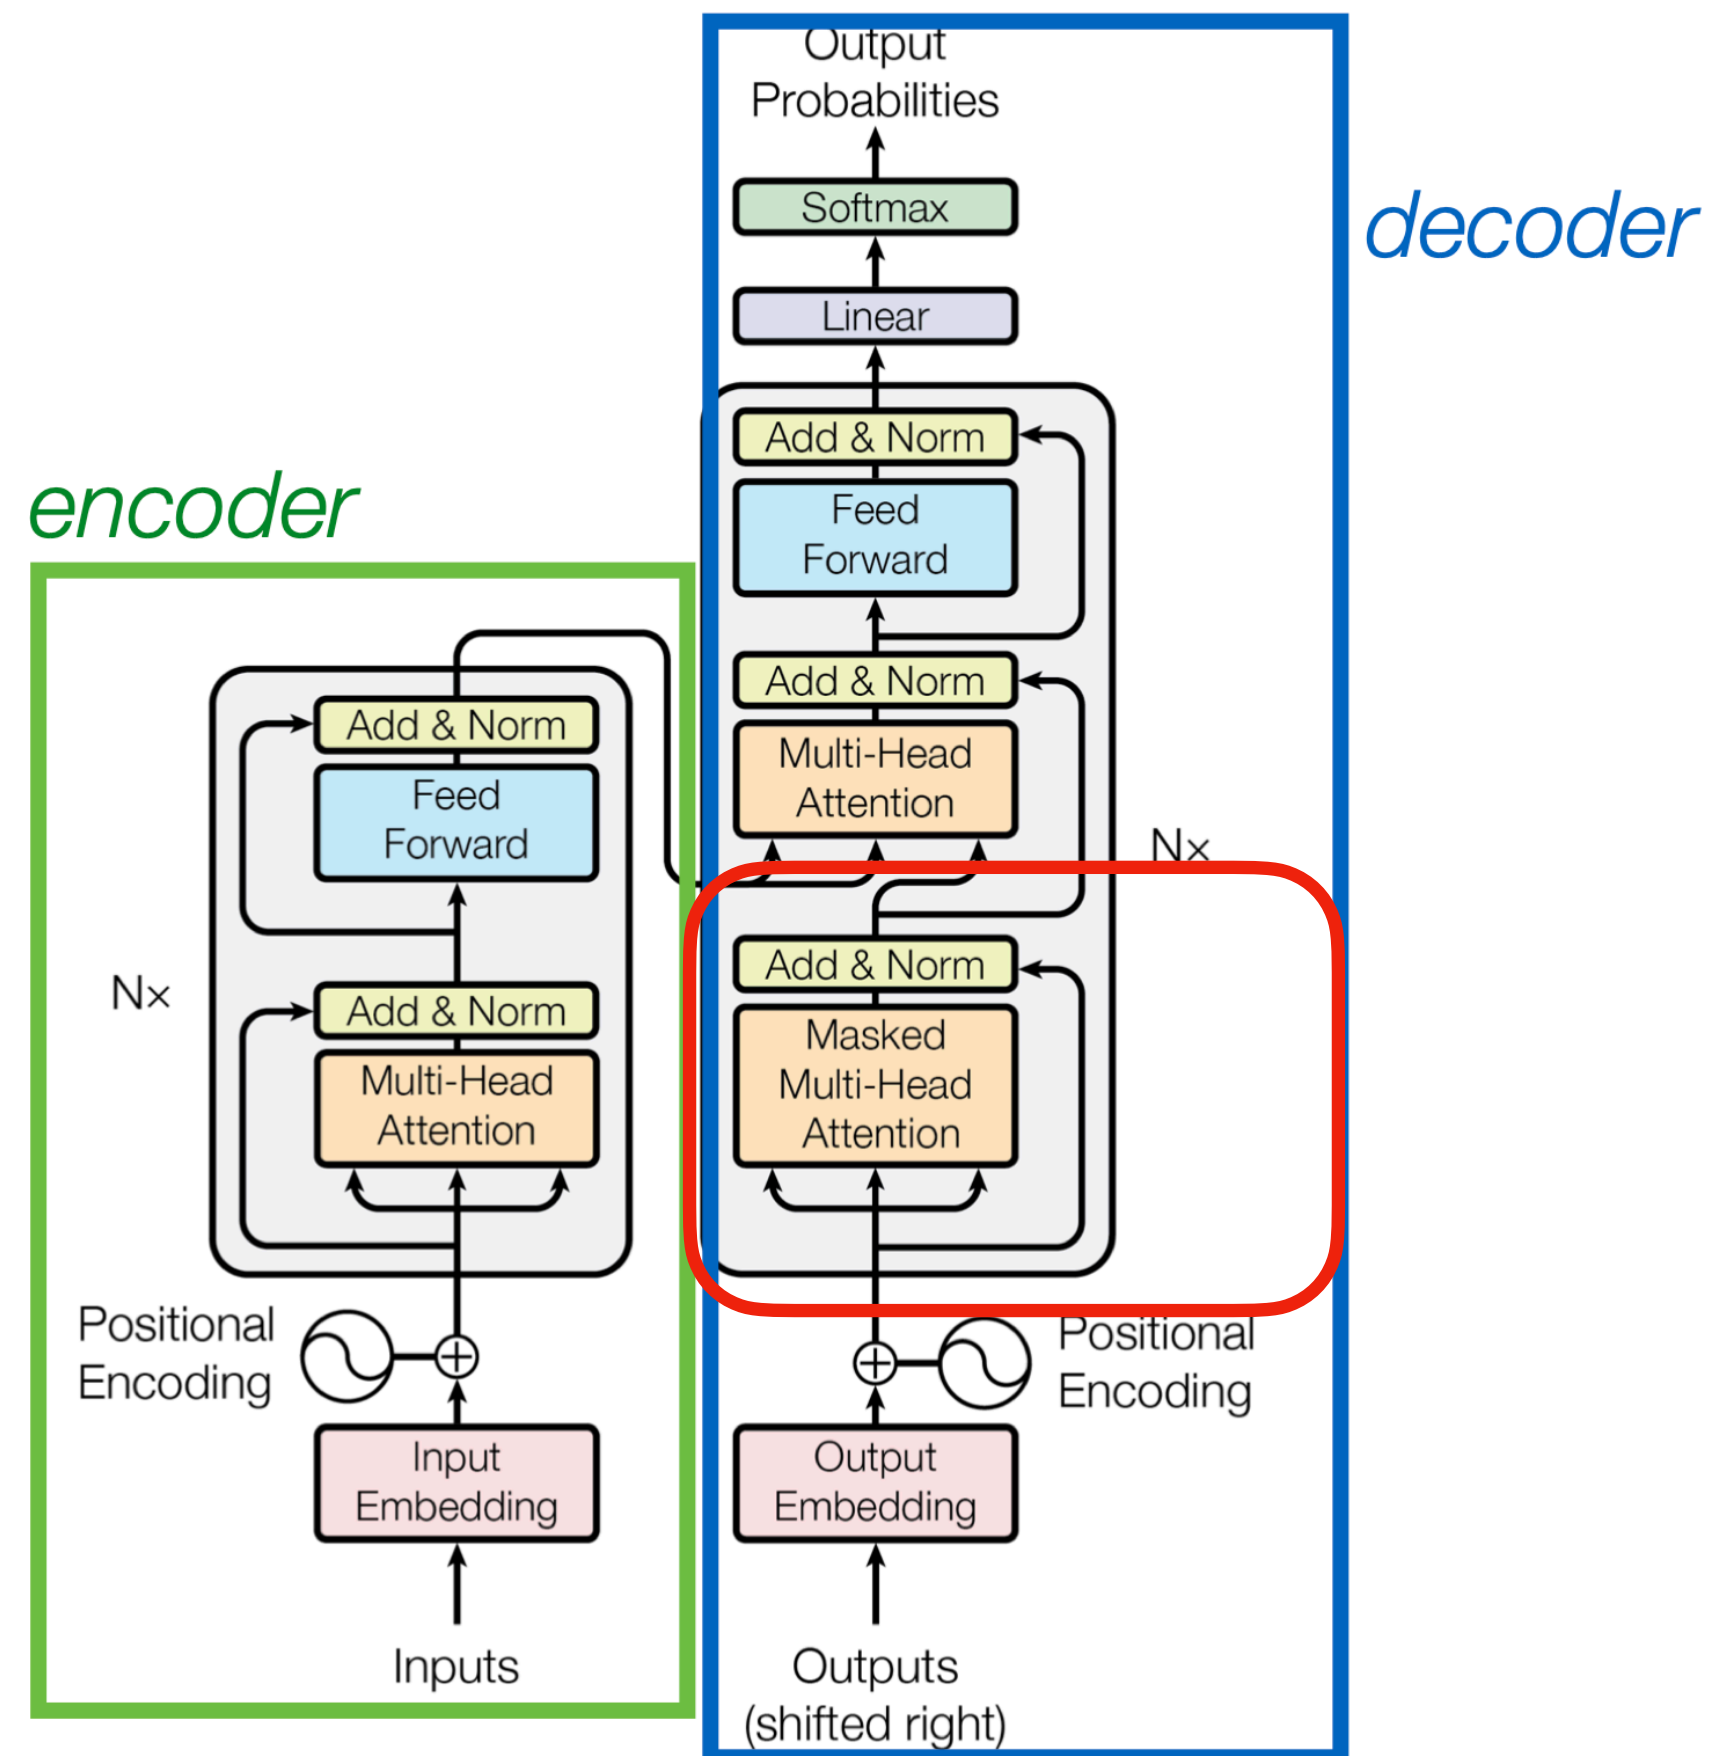 Output
Probabilities
Softmax
decoder
Linear
Add & Norm
Feed
Forward
Add & Norm
Multi-Head
Attention
N×
Add & Norm
Masked
Multi-Head
Attention
Positional
Encoding
Output
Embedding
Outputs
(shifted right)
encoder
Add & Norm
Feed
Forward
N×
Add & Norm
Multi-Head
Attention
Positional
Encoding
Input
Embedding
Inputs